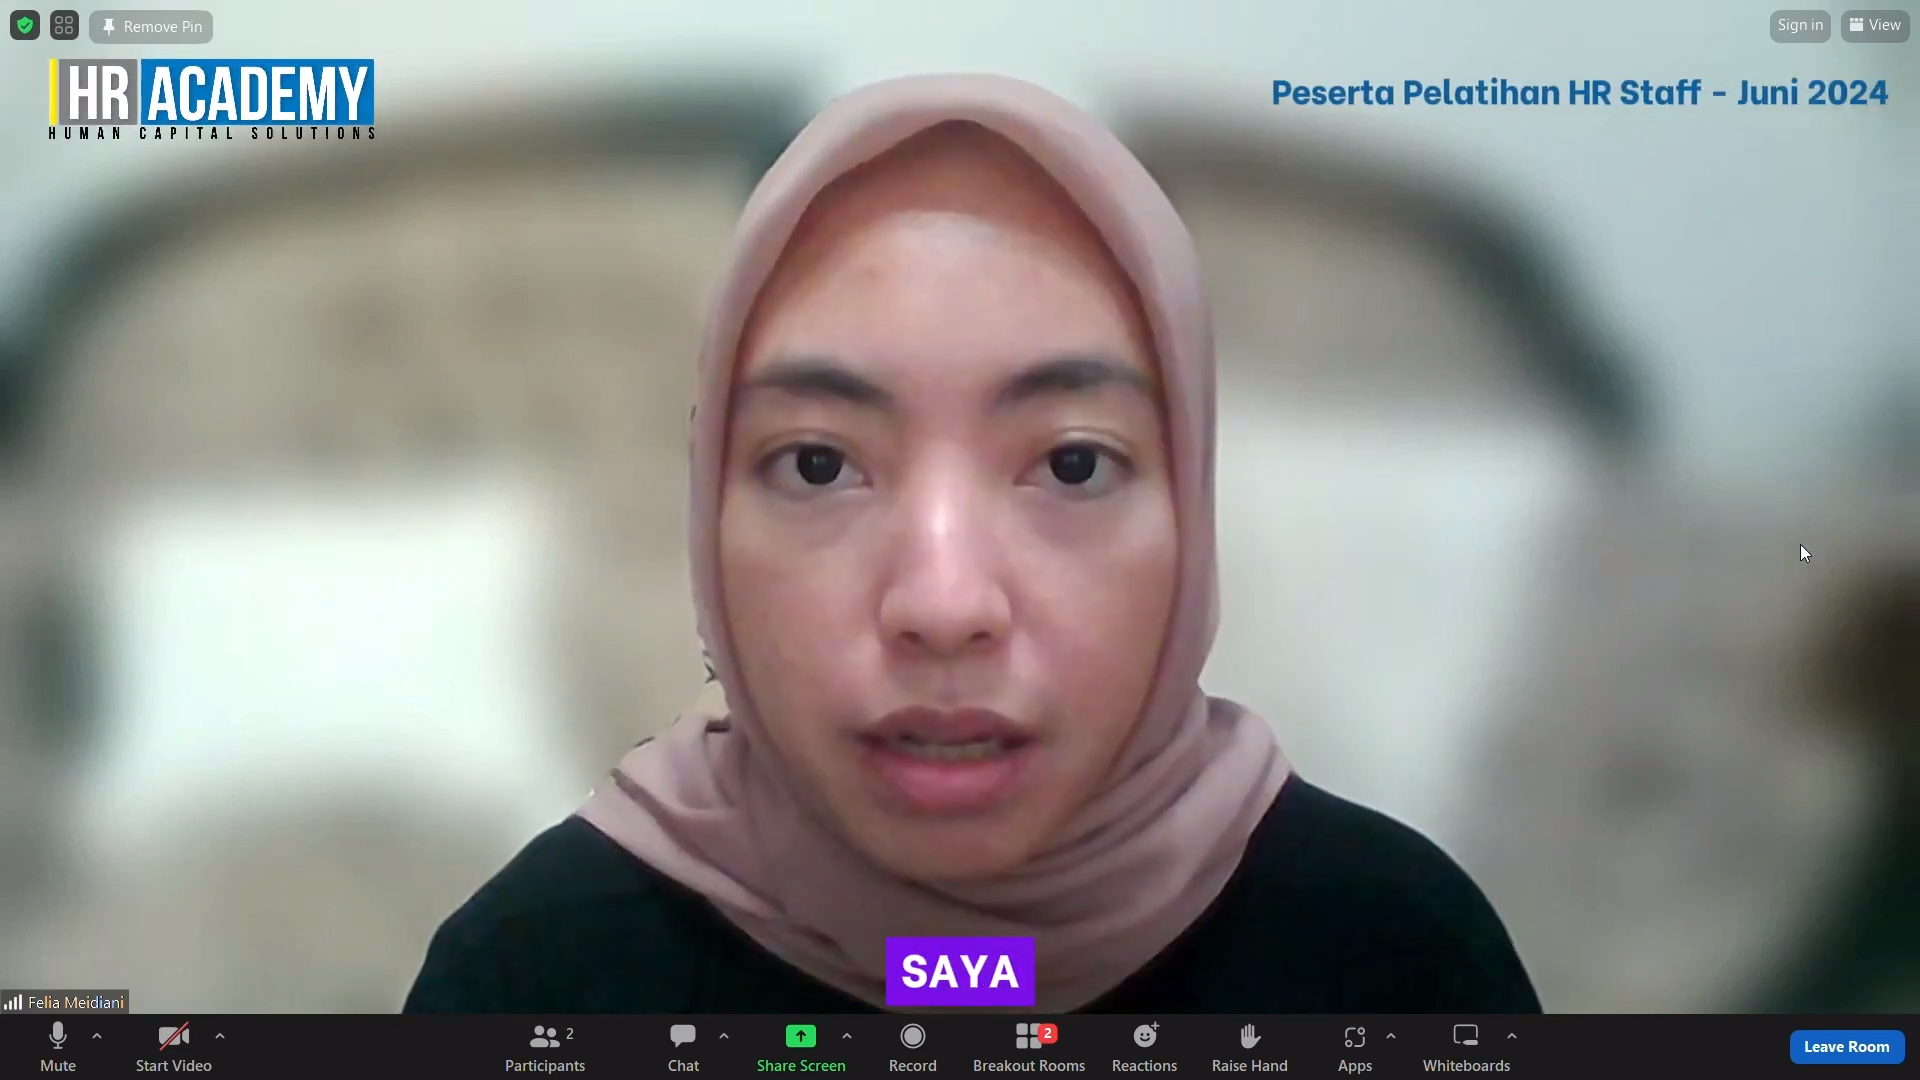 Remove Pin
Sign in
View
HR ACADEMY
HUMAN CAPITAL SOLUTIONS
Peserta Pelatihan HR Staff - Juni 2024
SAYA
Felia Meidiani
Mute
Start Video
Participants
2
Chat
Share Screen
Record
Breakout Rooms
2
Reactions
Raise Hand
Apps
Whiteboards
Leave Room